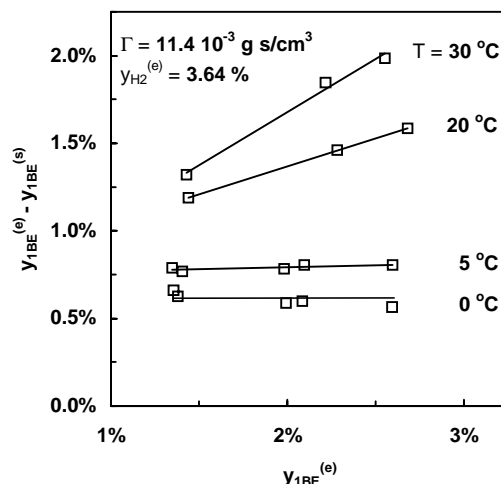 Γ = 11.4 10⁻³ g s/cm³
y_H2^(e) = 3.64 %
T = 30 °C
20 °C
5 °C
0 °C
2.0%
1.5%
1.0%
0.5%
0.0%
y_1BE^(e) - y_1BE^(s)
1%
2%
3%
y_1BE^(e)